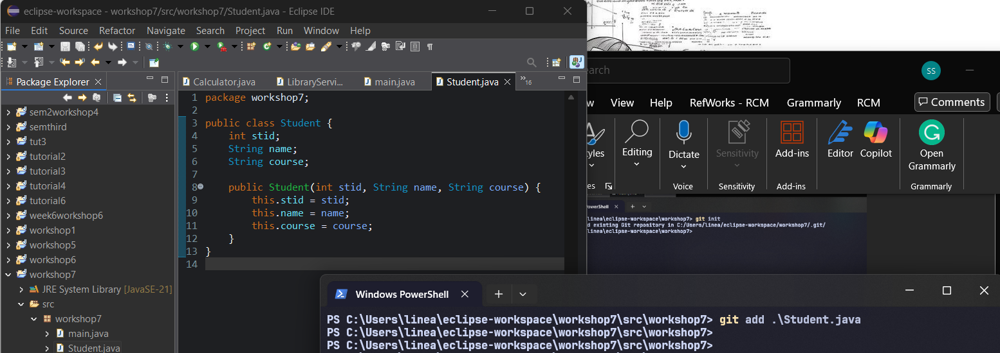 eclipse-workspace - workshop7/src/workshop7/Student.java - Eclipse IDE
File Edit Source Refactor Navigate Search Project Run Window Help
Package Explorer
sem2workshop4
semthird
tut3
tutorial2
tutorial3
tutorial4
tutorial6
week6workshop6
workshop1
workshop5
workshop6
workshop7
JRE System Library [JavaSE-21]
src
workshop7
main.java
Student.java
Calculator.java LibraryServi... main.java Student.java 16
1 package workshop7;
2
3 public class Student {
4 int stid;
5 String name;
6 String course;
7
8 public Student(int stid, String name, String course) {
9 this.stid = stid;
10 this.name = name;
11 this.course = course;
12 }
13 }
14
earch
SS
w View Help RefWorks - RCM Grammarly RCM Comments
yles Editing Dictate Sensitivity Add-ins Editor Copilot Open Grammarly
es Voice Sensitivity Add-ins Grammarly
PowerShell
linea\eclipse-workspace\workshop7> git init
d existing Git repository in C:/Users/linea/eclipse-workspace/workshop7/.git/
linea\eclipse-workspace\workshop7>
Windows PowerShell
PS C:\Users\linea\eclipse-workspace\workshop7\src\workshop7> git add .\Student.java
PS C:\Users\linea\eclipse-workspace\workshop7\src\workshop7>
PS C:\Users\linea\eclipse-workspace\workshop7\src\workshop7>